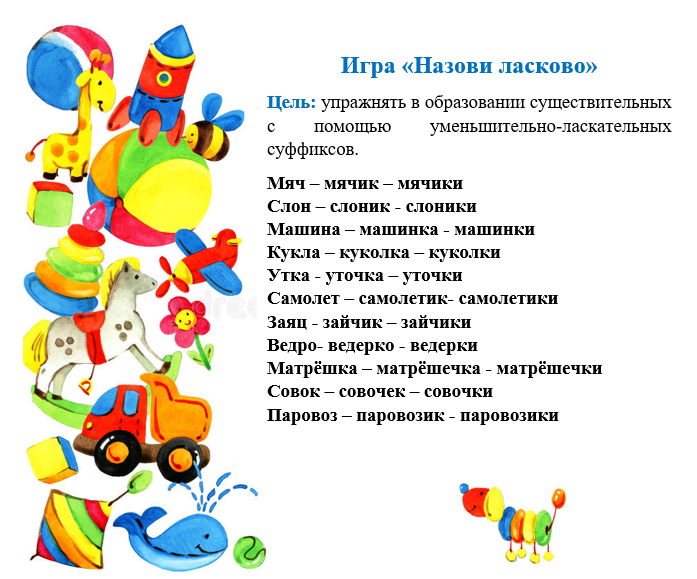 Игра «Назови ласково»
Цель: упражнять в образовании существительных
с помощью уменьшительно-ласкательных
суффиксов.
Мяч – мячик – мячики
Слон – слоник - слоники
Машина – машинка - машинки
Кукла – куколка – куколки
Утка - уточка – уточки
Самолет – самолетик- самолетики
Заяц - зайчик – зайчики
Ведро- ведерко - ведерки
Матрёшка – матрёшечка - матрёшечки
Совок – совочек – совочки
Паровоз – паровозик - паровозики